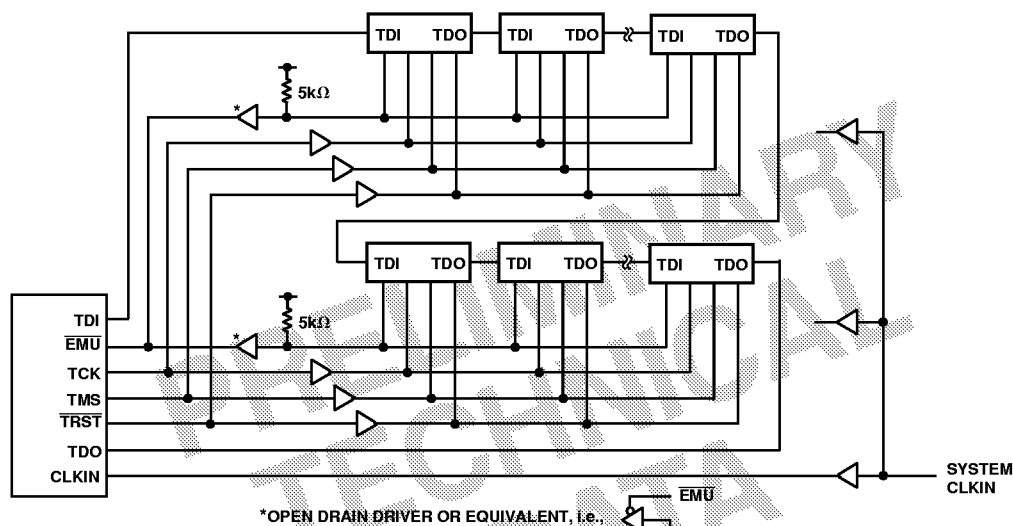 TDI TDO TDI TDO TDI TDO
5kΩ
*
TDI TDO TDI TDO TDI TDO
5kΩ
*
TDI
EMU
TCK
TMS
TRST
TDO
CLKIN
SYSTEM
CLKIN
EMU
*OPEN DRAIN DRIVER OR EQUIVALENT, i.e.,
PRELIMINARY
TECHNICAL
DATA